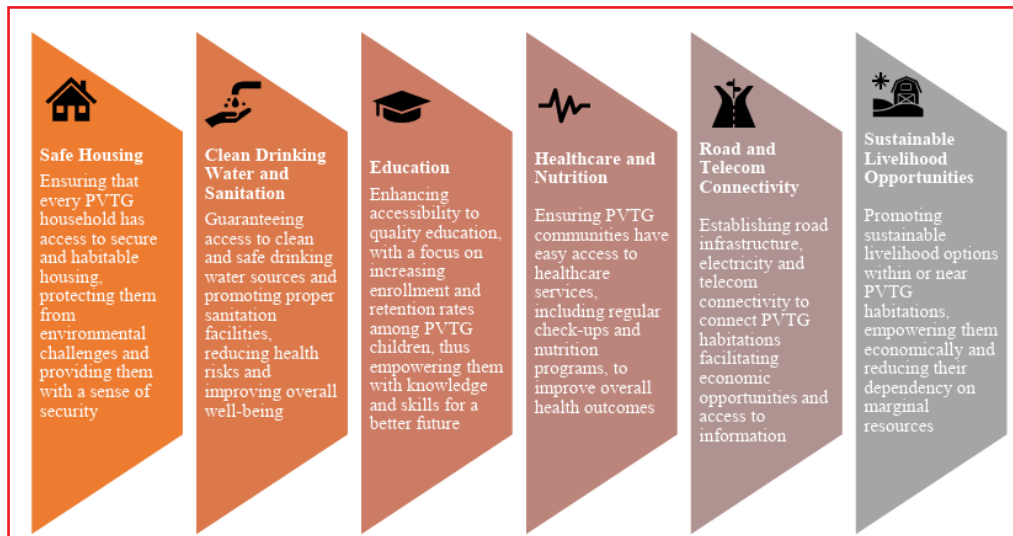 Safe Housing
Ensuring that
every PVTG
household has
access to secure
and habitable
housing,
protecting them
from
environmental
challenges and
providing them
with a sense of
security
Clean Drinking
Water and
Sanitation
Guaranteeing
access to clean
and safe drinking
water sources and
promoting proper
sanitation
facilities,
reducing health
risks and
improving overall
well-being
Education
Enhancing
accessibility to
quality education,
with a focus on
increasing
enrollment and
retention rates
among PVTG
children, thus
empowering them
with knowledge
and skills for a
better future
Healthcare and
Nutrition
Ensuring PVTG
communities have
easy access to
healthcare
services,
including regular
check-ups and
nutrition
programs, to
improve overall
health outcomes
Road and
Telecom
Connectivity
Establishing road
infrastructure,
electricity and
telecom
connectivity to
connect PVTG
habitations
facilitating
economic
opportunities and
access to
information
Sustainable
Livelihood
Opportunities
Promoting
sustainable
livelihood options
within or near
PVTG
habitations,
empowering them
economically and
reducing their
dependency on
marginal
resources